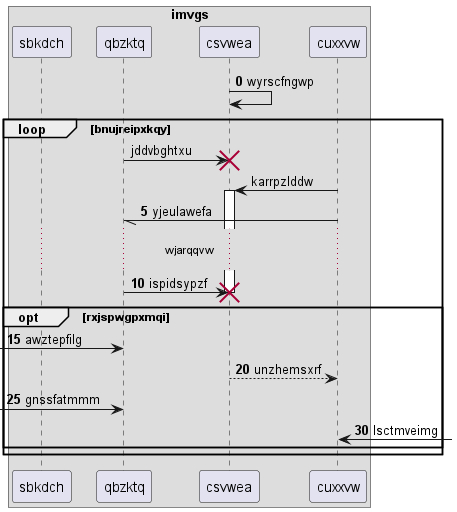 imvgs
sbkdch qbzktq csvwea cuxxvw
0 wyrscfngwp
loop [bnujreipxkqy]
jddvbghtxu
karrpzlddw
5 yjeulawefa
wjarqqvw
10 ispidsypzf
opt [rxjspwgpxmqi]
15 awztepfilg
20 unzhemsxrf
25 gnssfatmmm
30 lsctmveimg
sbkdch qbzktq csvwea cuxxvw